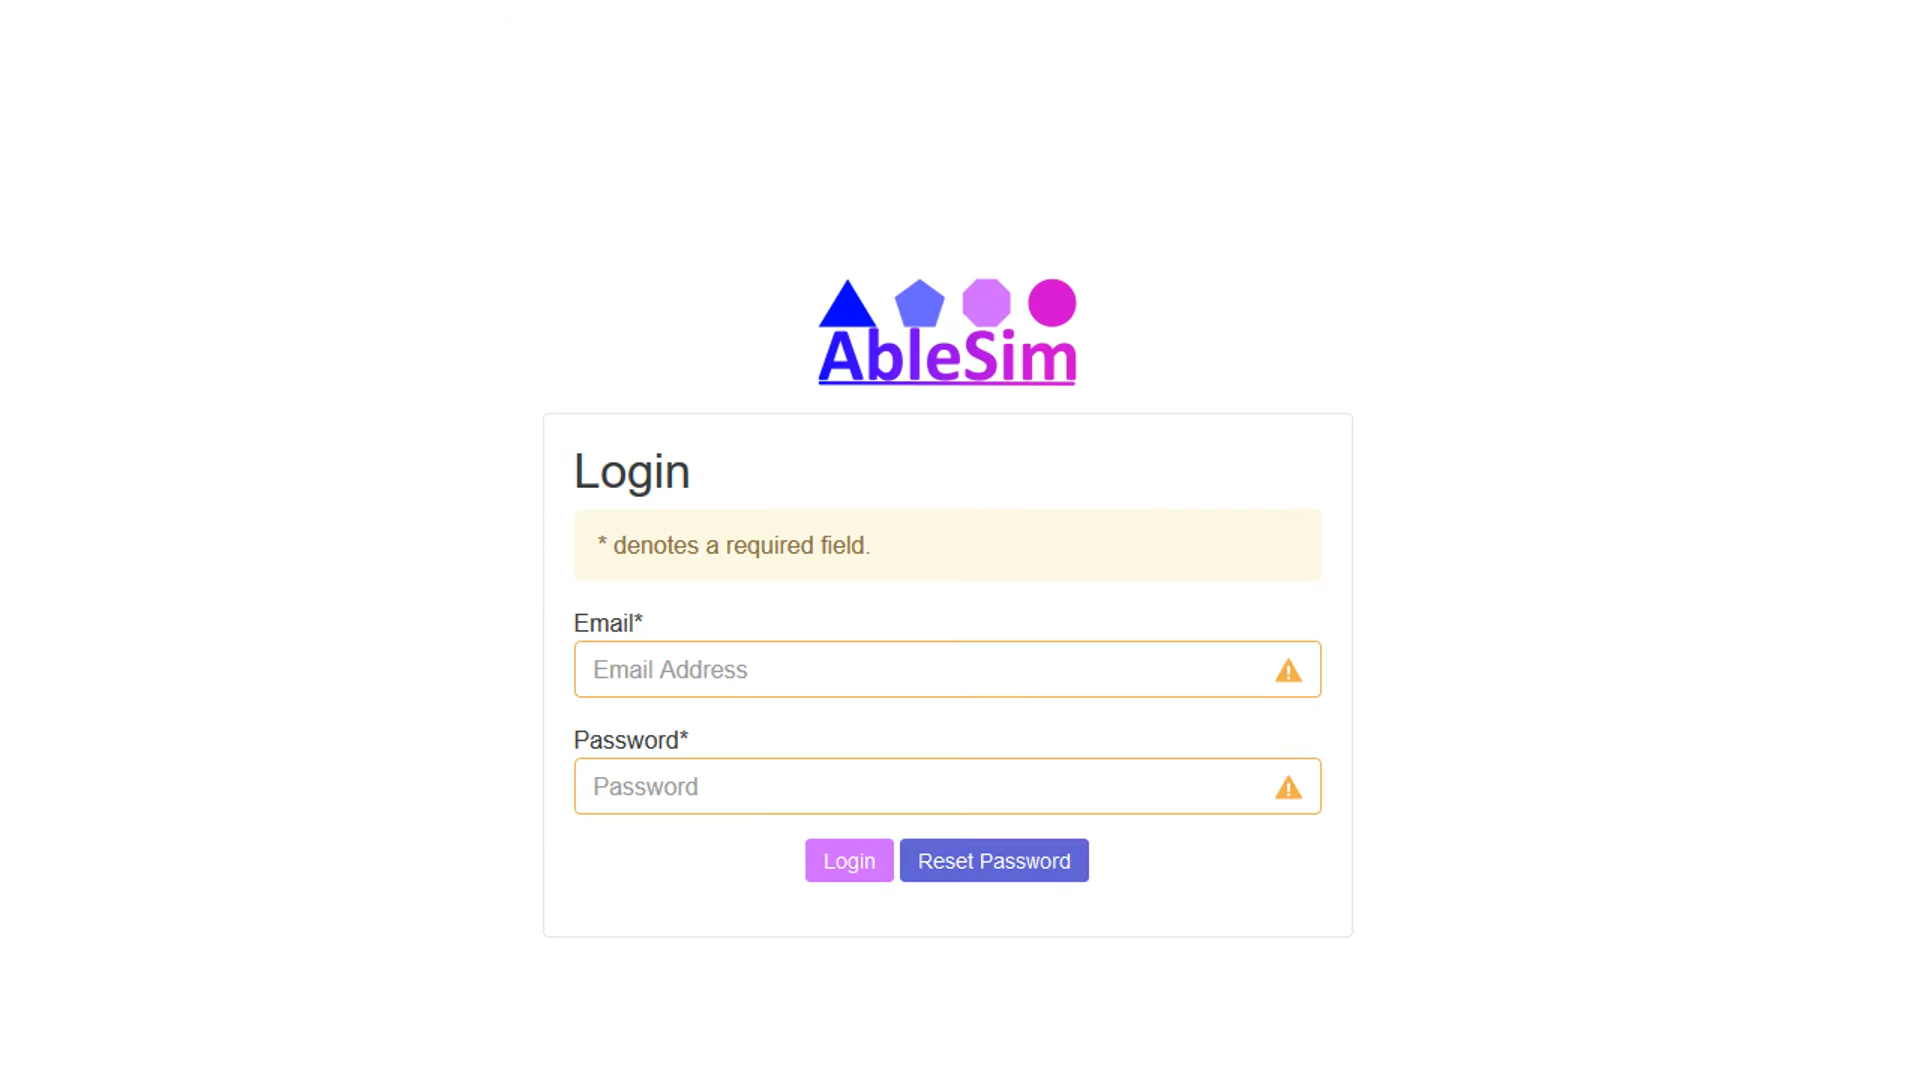 AbleSim
Login
* denotes a required field.
Email*
Email Address
Password*
Password
Login
Reset Password